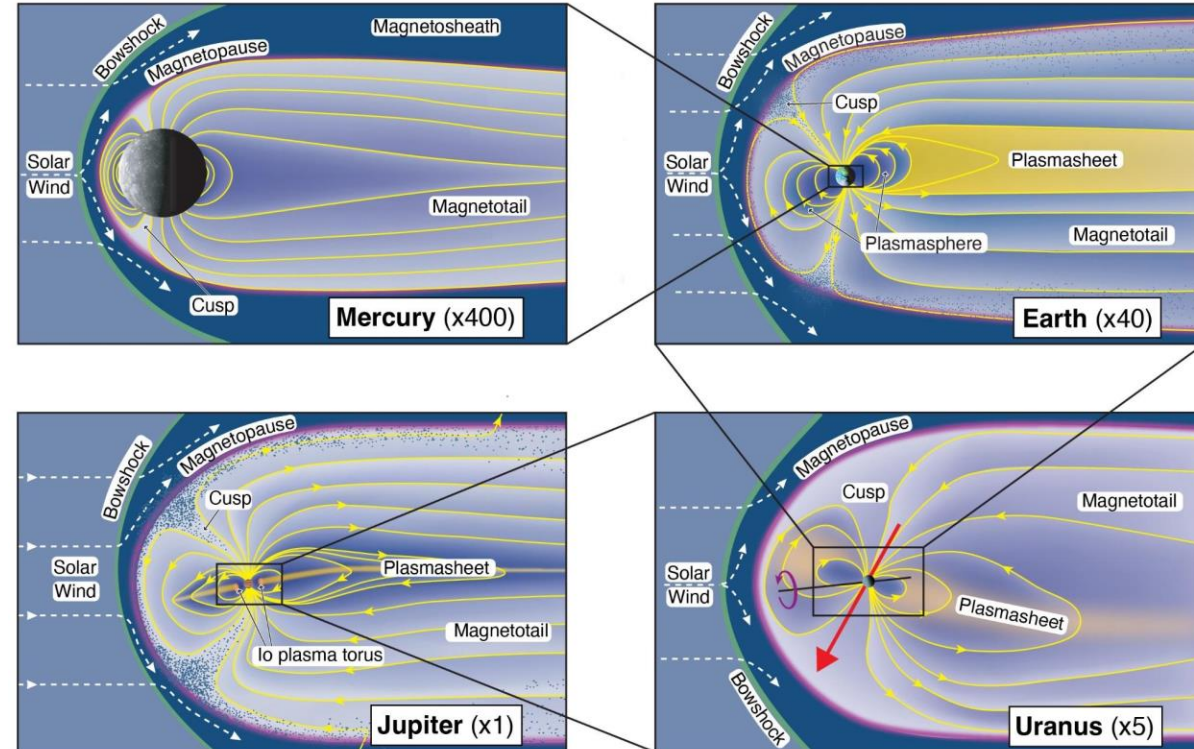 Bowshock
Magnetopause
Magnetosheath
Solar
Wind
Magnetotail
Cusp
Mercury (x400)
Bowshock
Magnetopause
Cusp
Solar
Wind
Plasmasheet
Plasmasphere
Magnetotail
Earth (x40)
Bowshock
Magnetopause
Cusp
Solar
Wind
Plasmasheet
Magnetotail
Io plasma torus
Jupiter (x1)
Magnetopause
Cusp
Magnetotail
Solar
Wind
Plasmasheet
Bowshock
Uranus (x5)